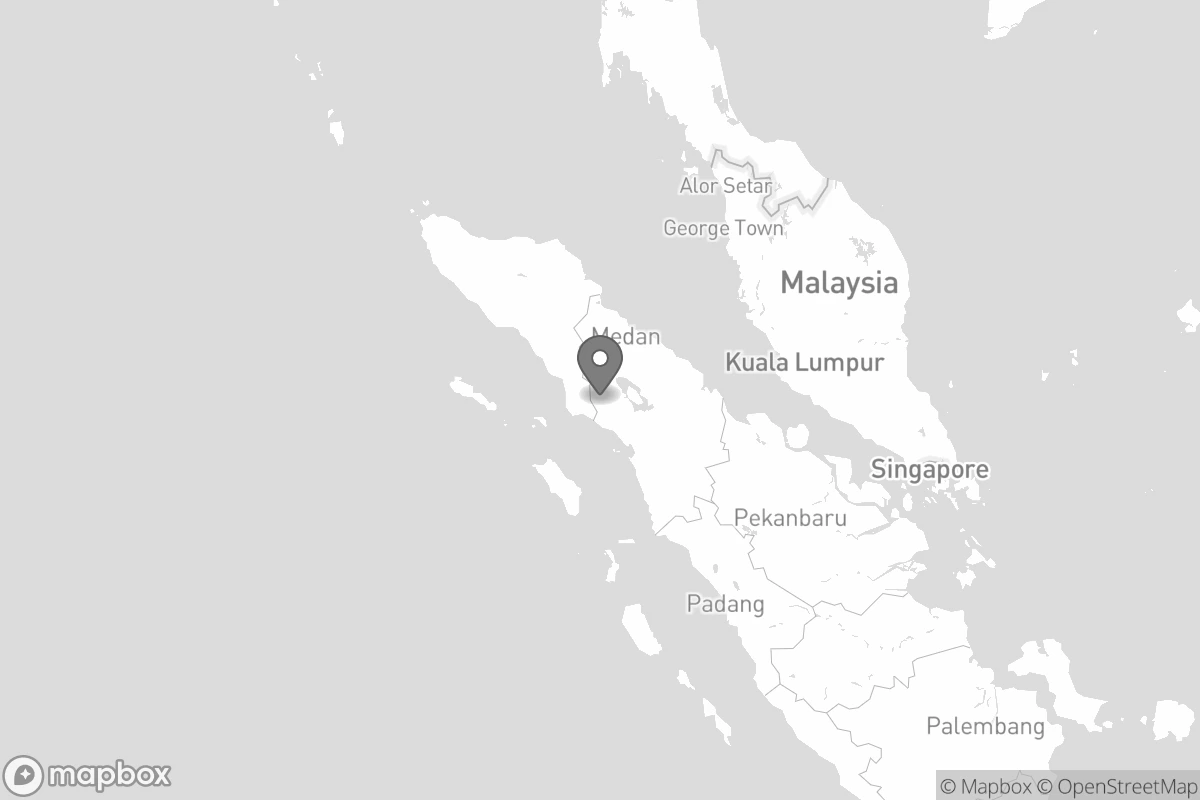 Alor Setar
George Town
Malaysia
Medan
Kuala Lumpur
Singapore
Pekanbaru
Padang
Palembang
mapbox
© Mapbox © OpenStreetMap